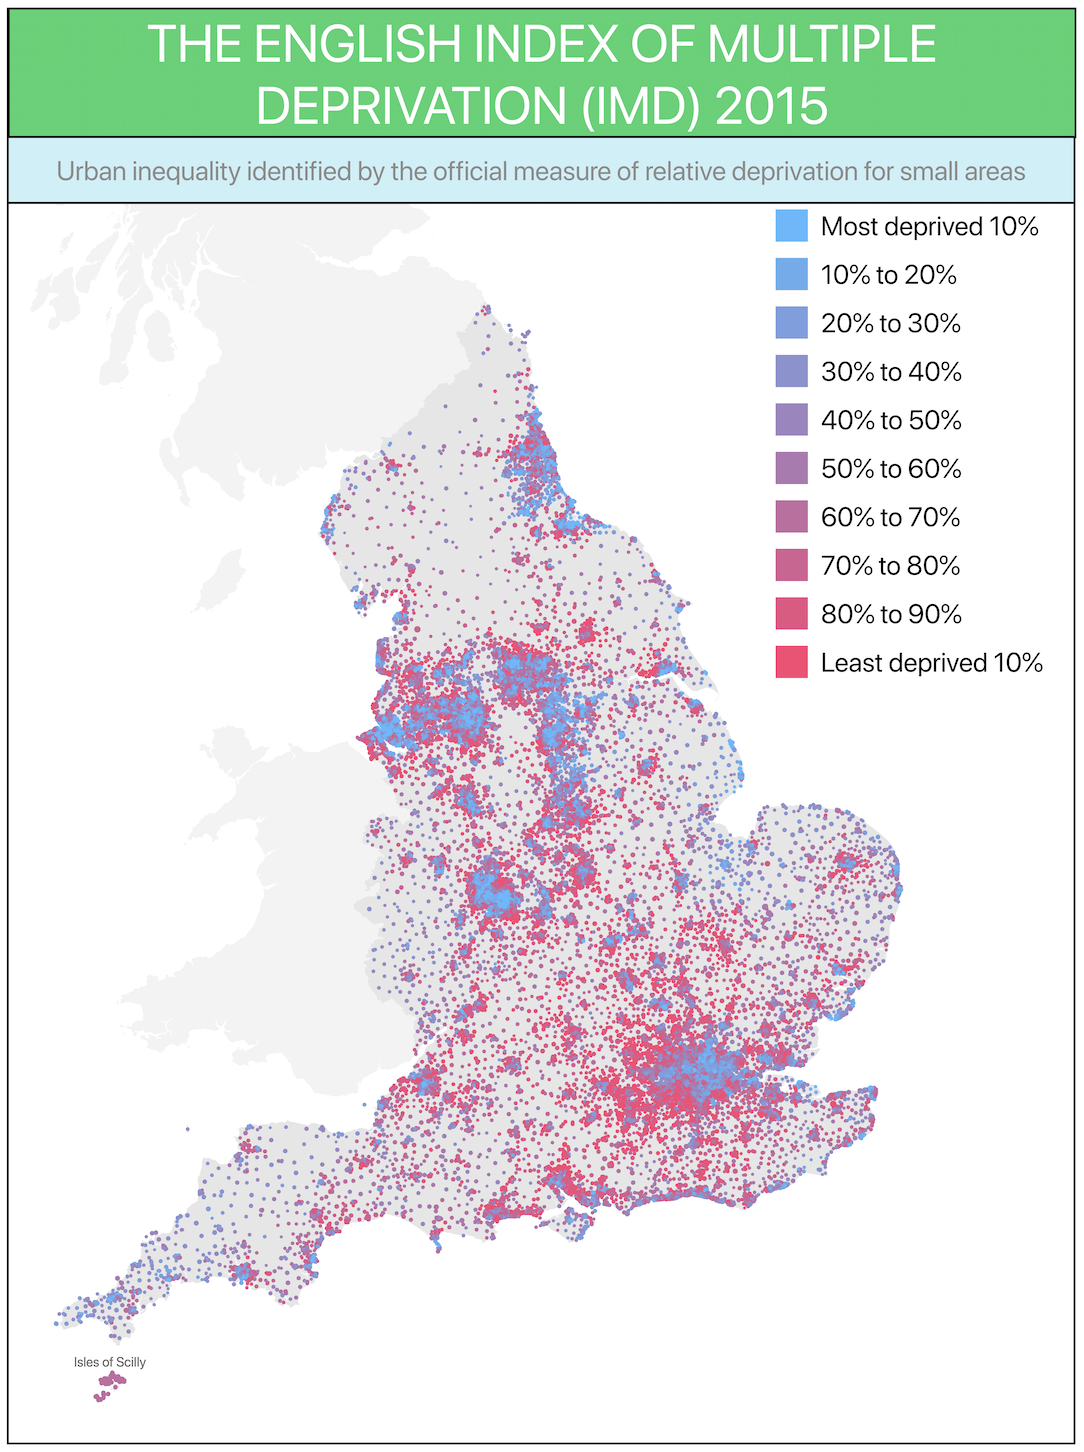 THE ENGLISH INDEX OF MULTIPLE
DEPRIVATION (IMD) 2015
Urban inequality identified by the official measure of relative deprivation for small areas
Most deprived 10%
10% to 20%
20% to 30%
30% to 40%
40% to 50%
50% to 60%
60% to 70%
70% to 80%
80% to 90%
Least deprived 10%
Isles of Scilly